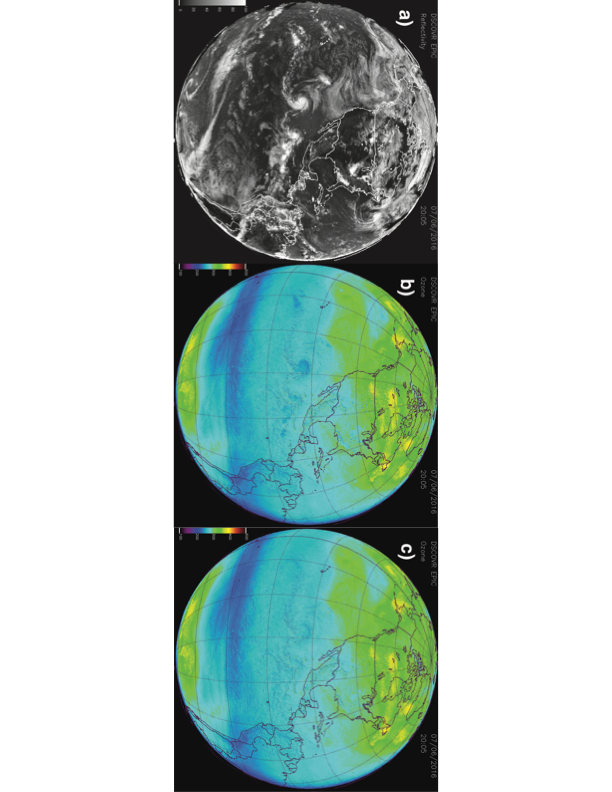 a)
DSCOVR EPIC
Reflectivity
07/06/2016
20:05
b)
DSCOVR EPIC
Ozone
07/06/2016
20:05
c)
DSCOVR EPIC
Ozone
07/06/2016
20:05